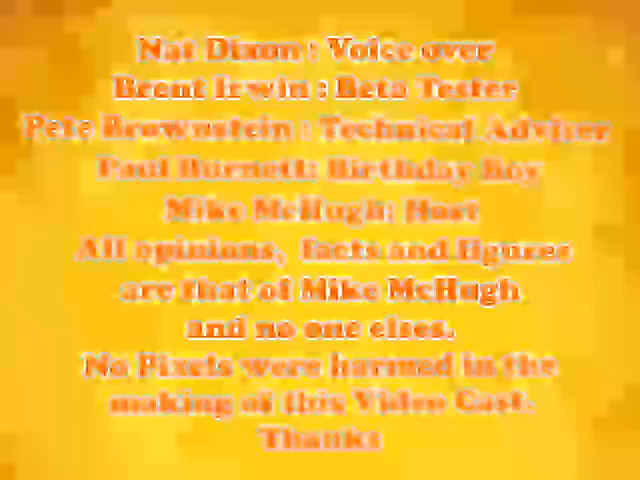 Nat Dixon : Voice over
Brent Irwin : Beta Tester
Pete Brownstein : Technical Adviser
Paul Burnett: Birthday Boy
Mike McHugh: Host
All opinions, facts and figures
are that of Mike McHugh
and no one elses.
No Pixels were harmed in the
making of this Video Cast.
Thanks